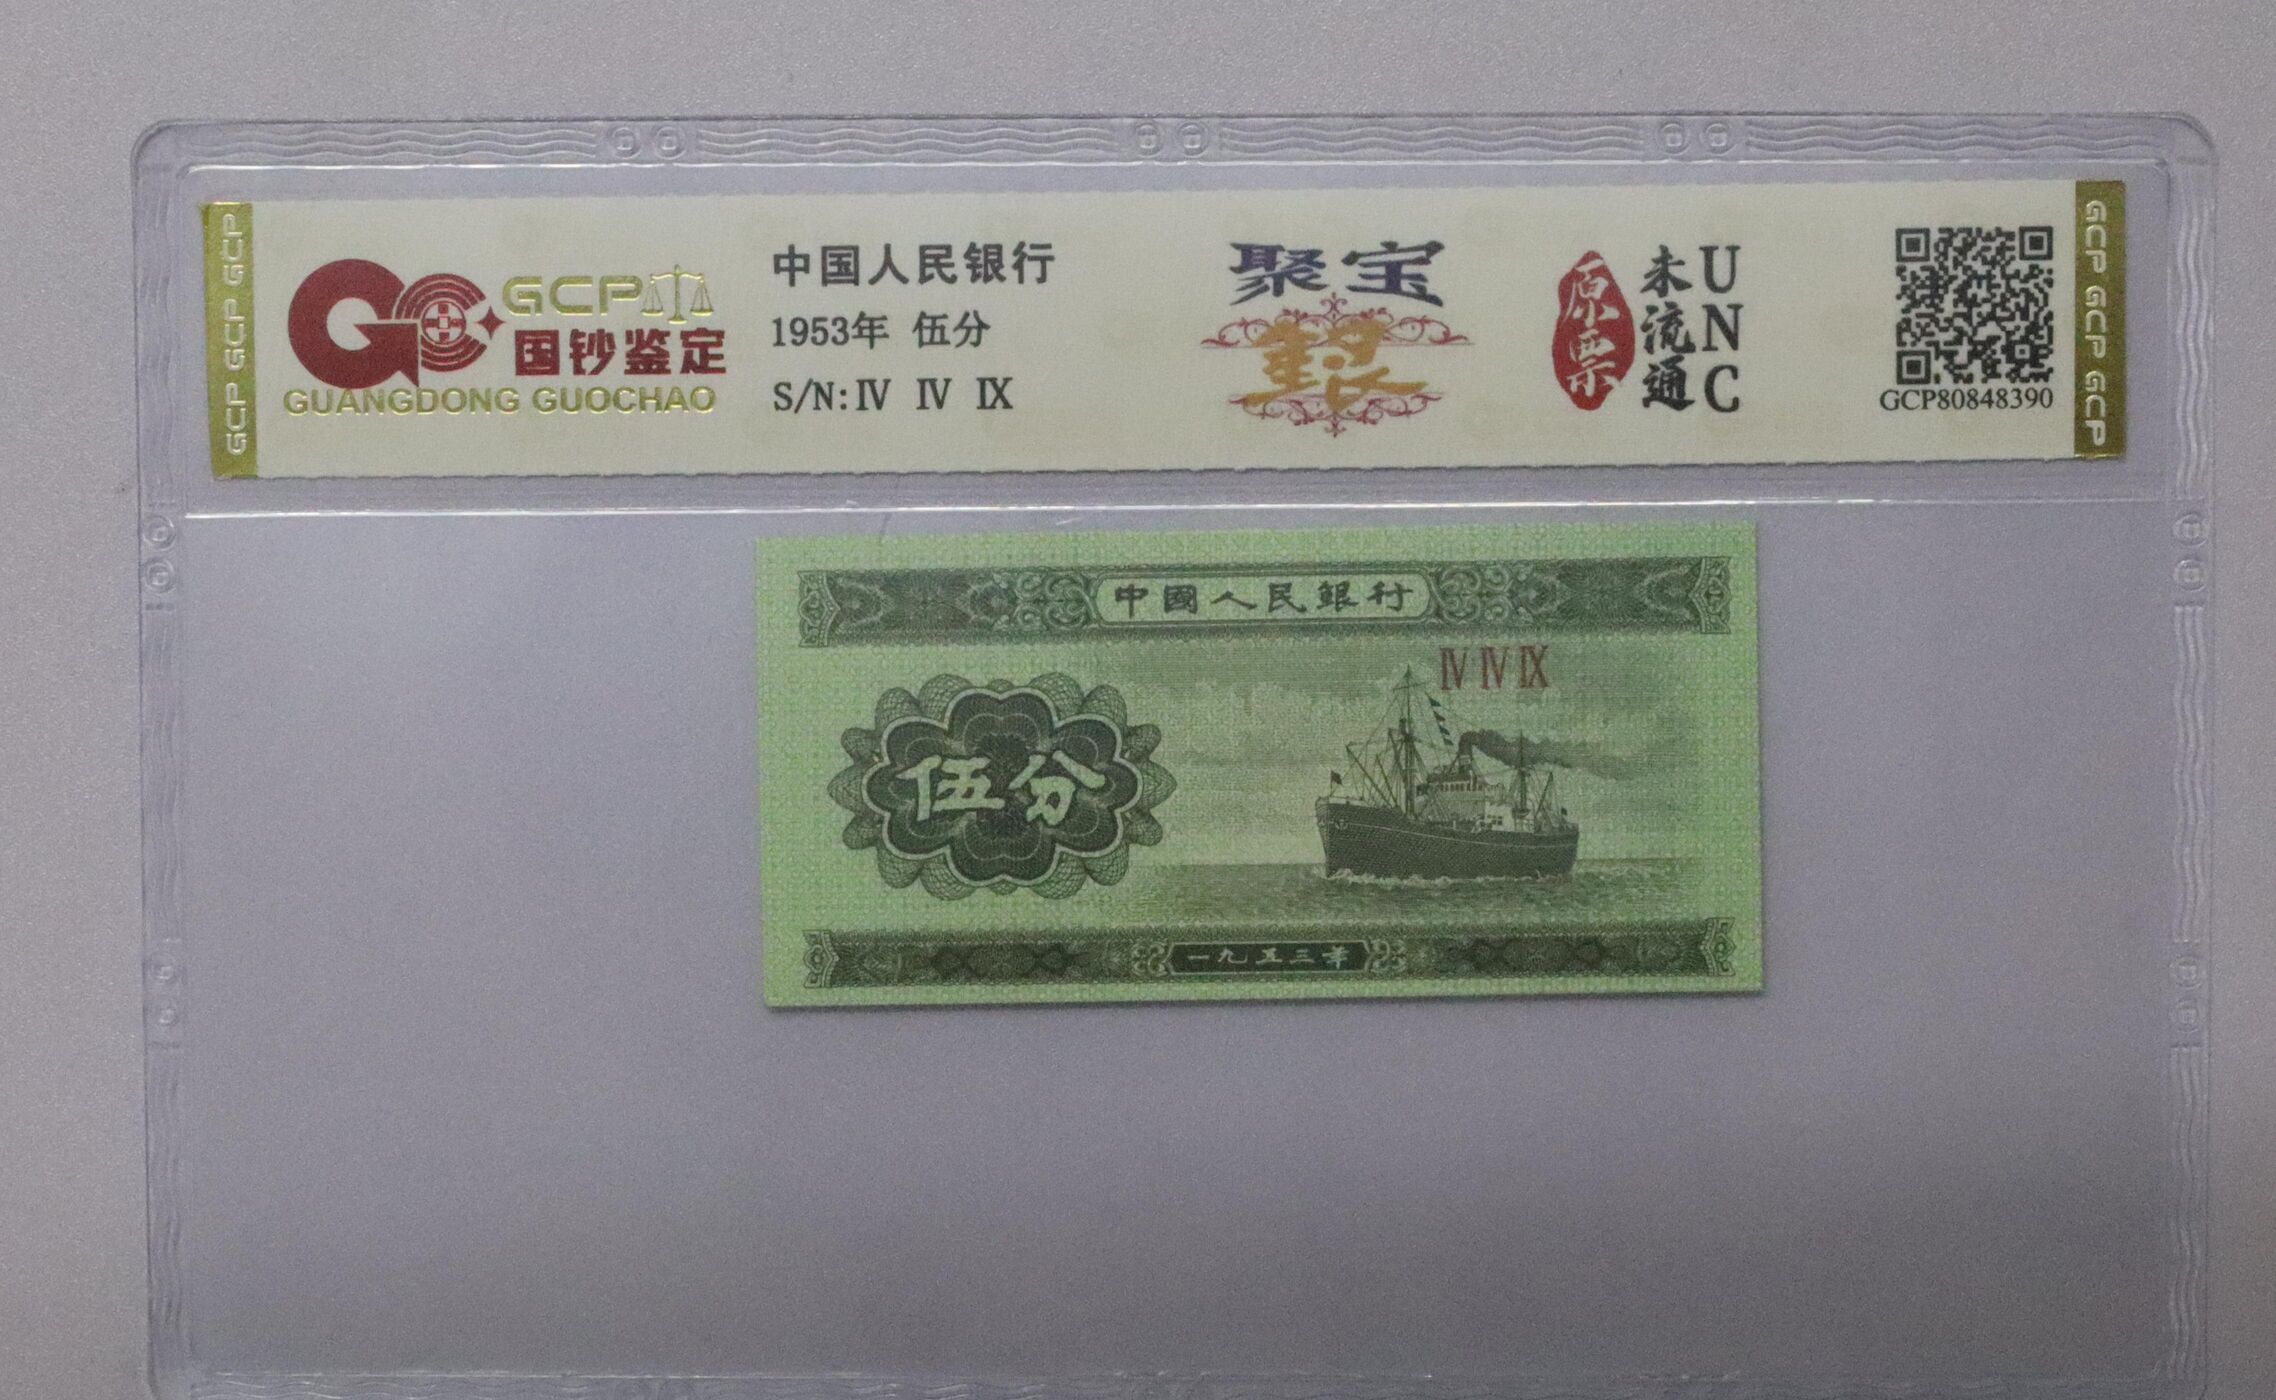 GCP GCP GCP
GCP
国钞鉴定
GUANGDONG GUOCHAO
中国人民银行
1953年 伍分
S/N:Ⅳ Ⅳ Ⅸ
聚宝
原票
未流通
UNC
GCP80848390
GCP GCP GCP
中國人民銀行
Ⅳ Ⅳ Ⅸ
伍分
一九五三年